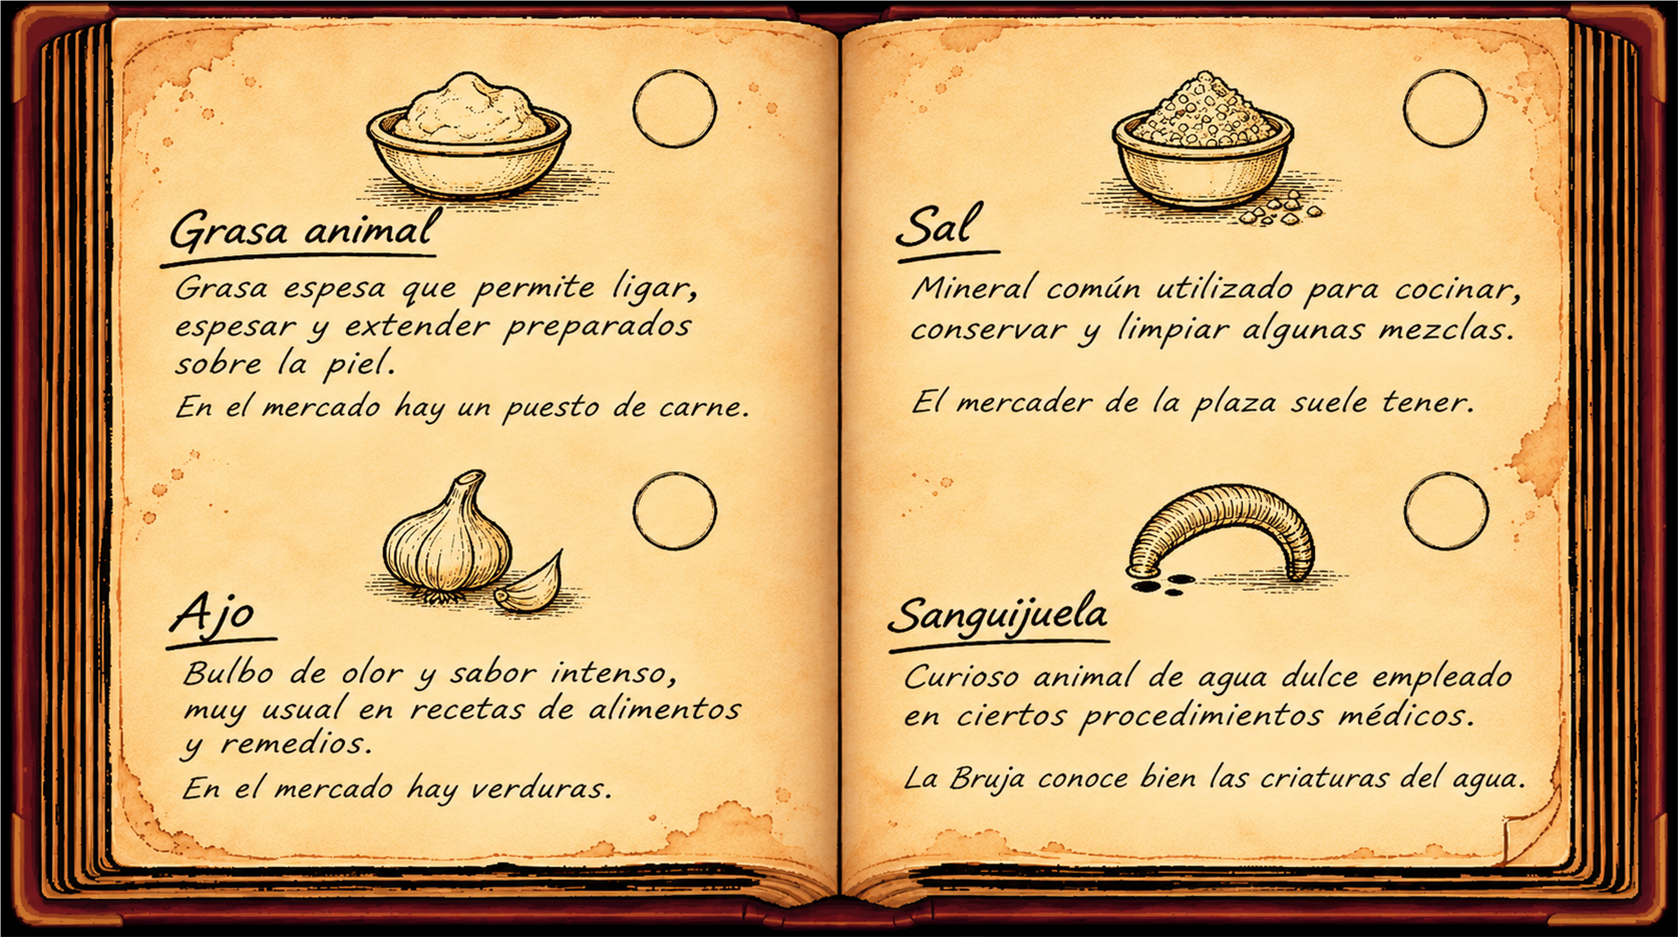 Grasa animal
Grasa espesa que permite ligar,
espesar y extender preparados
sobre la piel.
En el mercado hay un puesto de carne.
Ajo
Bulbo de olor y sabor intenso,
muy usual en recetas de alimentos
y remedios.
En el mercado hay verduras.
Sal
Mineral común utilizado para cocinar,
conservar y limpiar algunas mezclas.
El mercader de la plaza suele tener.
Sanguijuela
Curioso animal de agua dulce empleado
en ciertos procedimientos médicos.
La Bruja conoce bien las criaturas del agua.